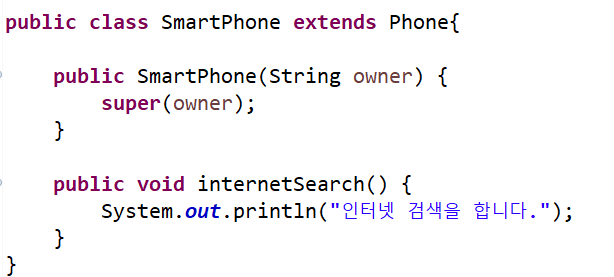 public class SmartPhone extends Phone{
public SmartPhone(String owner) {
super(owner);
}
public void internetSearch() {
System.out.println("인터넷 검색을 합니다.");
}
}